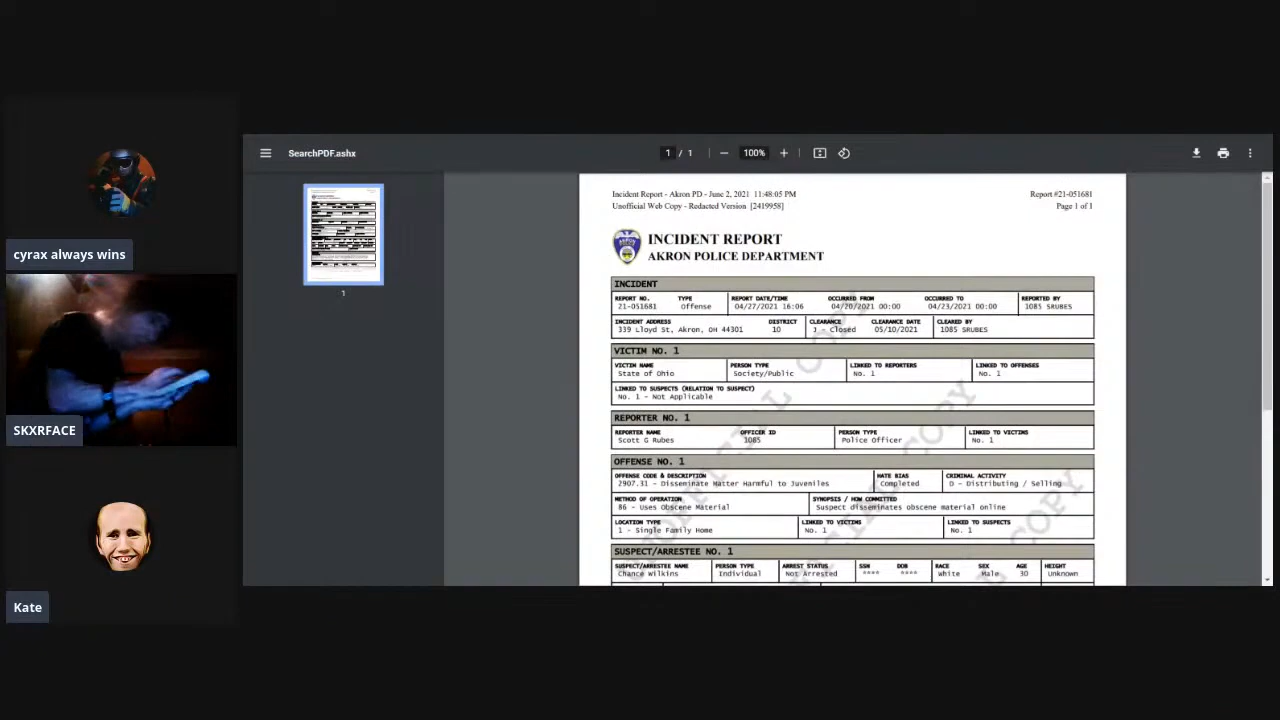 cyrax always wins
SKXRFACE
Kate
SearchPDF.ashx
1 / 1
100%
1
Incident Report - Akron PD - June 2, 2021 11:48:05 PM
Report #21-051681
Unofficial Web Copy - Redacted Version [2419958]
Page 1 of 1
INCIDENT REPORT
AKRON POLICE DEPARTMENT
INCIDENT
REPORT NO. TYPE REPORT DATE/TIME OCCURRED FROM OCCURRED TO REPORTED BY
21-051681 Offense 04/27/2021 16:06 04/20/2021 00:00 04/23/2021 00:00 1085 SRUBES
INCIDENT ADDRESS DISTRICT CLEARANCE CLEARANCE DATE CLEARED BY
339 Lloyd St, Akron, OH 44301 10 J - Closed 05/10/2021 1085 SRUBES
VICTIM NO. 1
VICTIM NAME PERSON TYPE LINKED TO REPORTERS LINKED TO OFFENSES
State of Ohio Society/Public No. 1 No. 1
LINKED TO SUSPECTS (RELATION TO SUSPECT)
No. 1 - Not Applicable
REPORTER NO. 1
REPORTER NAME OFFICER ID PERSON TYPE LINKED TO VICTIMS
Scott G Rubes 1085 Police Officer No. 1
OFFENSE NO. 1
OFFENSE CODE & DESCRIPTION HATE BIAS CRIMINAL ACTIVITY
2907.31 - Disseminate Matter Harmful to Juveniles Completed D - Distributing / Selling
METHOD OF OPERATION SYNOPSIS / HOW COMMITTED
86 - Uses Obscene Material Suspect disseminates obscene material online
LOCATION TYPE LINKED TO VICTIMS LINKED TO SUSPECTS
1 - Single Family Home No. 1 No. 1
SUSPECT/ARRESTEE NO. 1
SUSPECT/ARRESTEE NAME PERSON TYPE ARREST STATUS SSN DOB RACE SEX AGE HEIGHT
Chance Wilkins Individual Not Arrested **** **** White Male 30 Unknown
UNOFFICIAL COPY